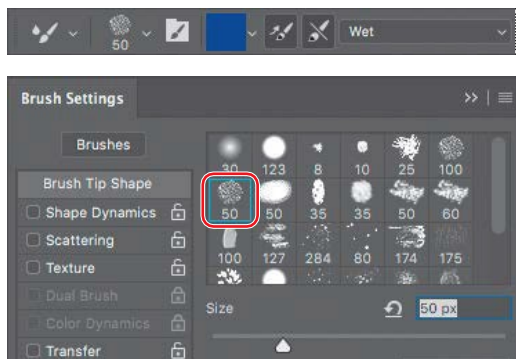 50
Wet
Brush Settings
Brushes
30 123 8 10 25 100
Brush Tip Shape
50 50 35 35 50 60
Shape Dynamics
Scattering
100 127 284 80 174 175
Texture
Dual Brush
Size 50 px
Color Dynamics
Transfer